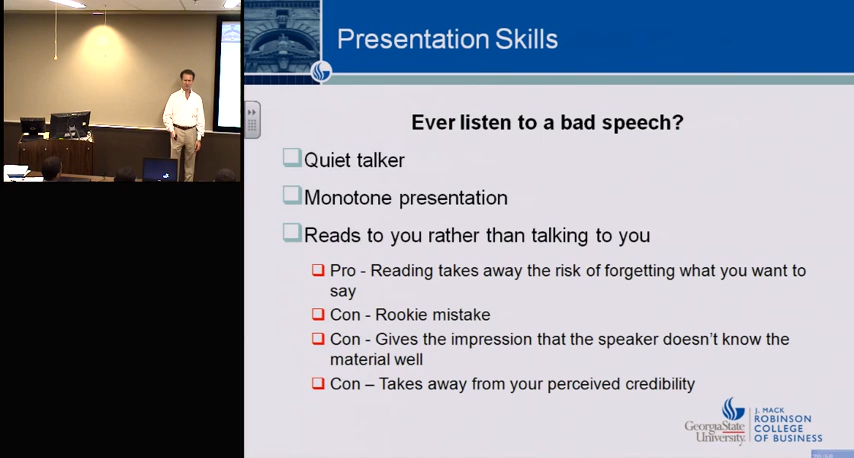 Presentation Skills
Ever listen to a bad speech?
Quiet talker
Monotone presentation
Reads to you rather than talking to you
Pro - Reading takes away the risk of forgetting what you want to
say
Con - Rookie mistake
Con - Gives the impression that the speaker doesn't know the
material well
Con – Takes away from your perceived credibility
GeorgiaState
University
J. MACK
ROBINSON
COLLEGE
OF BUSINESS